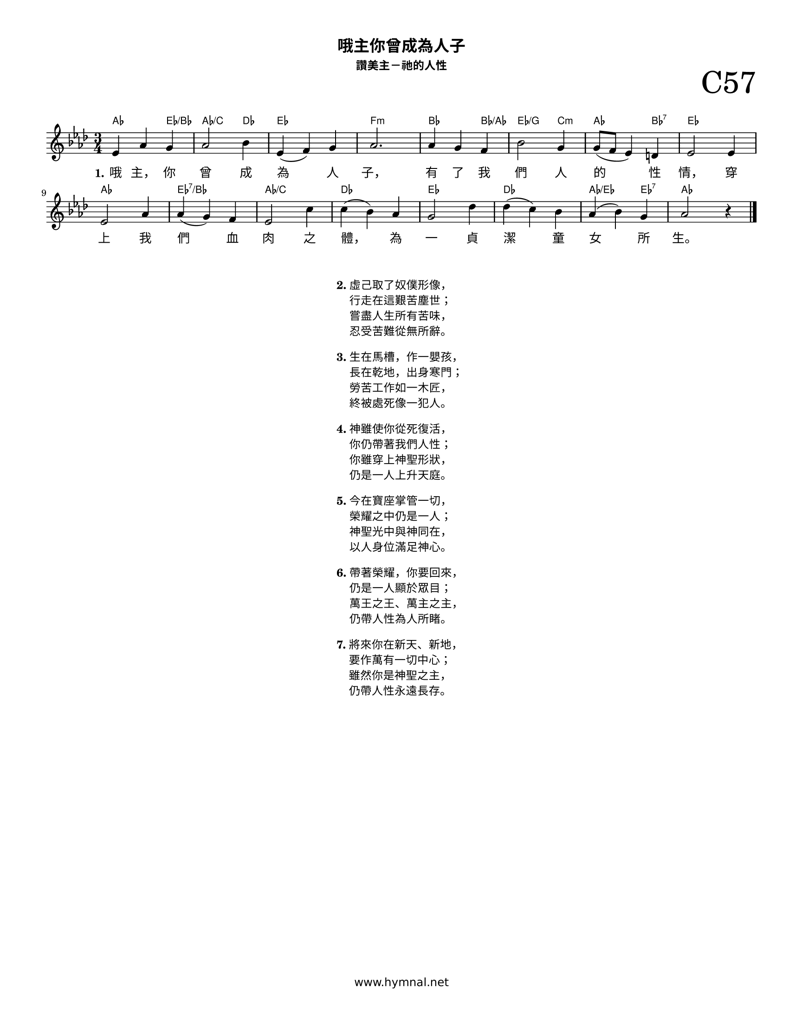 哦主你曾成為人子
讚美主－祂的人性
C57
A♭ E♭/B♭ A♭/C D♭ E♭ Fm B♭ B♭/A♭ E♭/G Cm A♭ B♭7 E♭
3
4
1. 哦 主， 你 曾 成 為 人 子， 有 了 我 們 人 的 性 情， 穿
9
A♭ E♭7/B♭ A♭/C D♭ E♭ D♭ A♭/E♭ E♭7 A♭
上 我 們 血 肉 之 體， 為 一 貞 潔 童 女 所 生。
2. 虛己取了奴僕形像，
行走在這艱苦塵世；
嘗盡人生所有苦味，
忍受苦難從無所辭。
3. 生在馬槽，作一嬰孩，
長在乾地，出身寒門；
勞苦工作如一木匠，
終被處死像一犯人。
4. 神雖使你從死復活，
你仍帶著我們人性；
你雖穿上神聖形狀，
仍是一人上升天庭。
5. 今在寶座掌管一切，
榮耀之中仍是一人；
神聖光中與神同在，
以人身位滿足神心。
6. 帶著榮耀，你要回來，
仍是一人顯於眾目；
萬王之王、萬主之主，
仍帶人性為人所睹。
7. 將來你在新天、新地，
要作萬有一切中心；
雖然你是神聖之主，
仍帶人性永遠長存。
www.hymnal.net